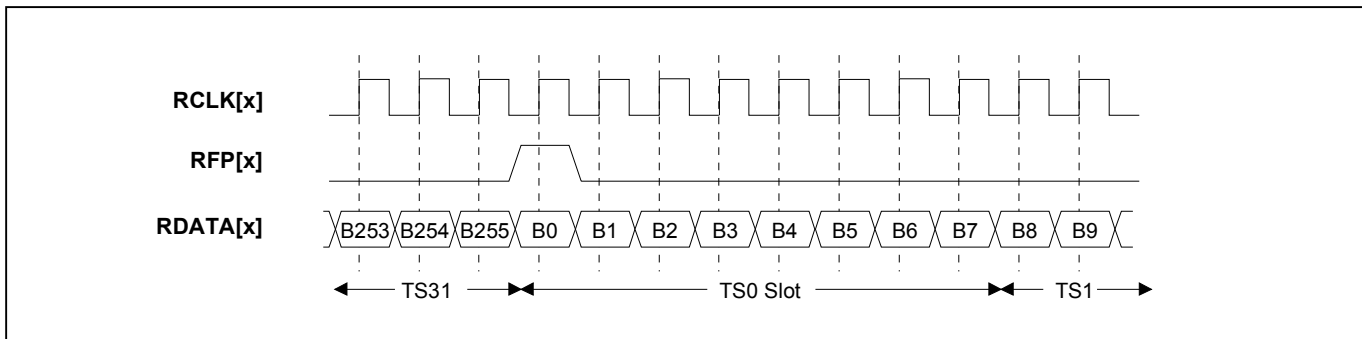 RCLK[x]
RFP[x]
RDATA[x] B253 B254 B255 B0 B1 B2 B3 B4 B5 B6 B7 B8 B9
TS31 TS0 Slot TS1